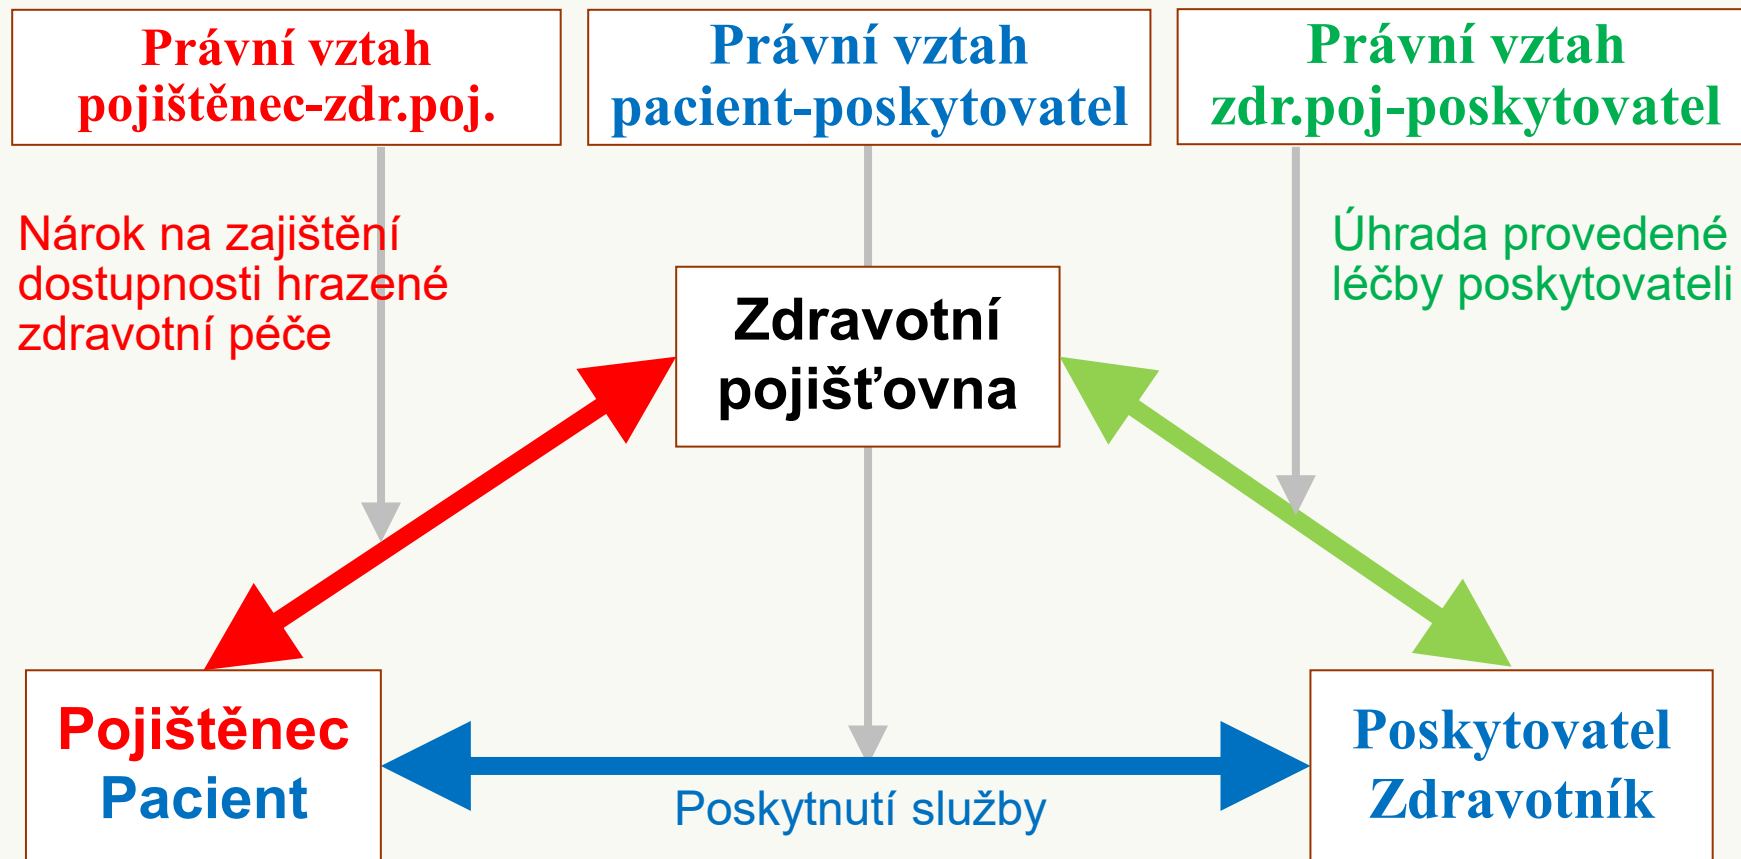 Právní vztah
pojištěnec-zdr.poj.
Právní vztah
pacient-poskytovatel
Právní vztah
zdr.poj-poskytovatel
Nárok na zajištění
dostupnosti hrazené
zdravotní péče
Úhrada provedené
léčby poskytovateli
Zdravotní
pojišťovna
Pojištěnec
Pacient
Poskytnutí služby
Poskytovatel
Zdravotník